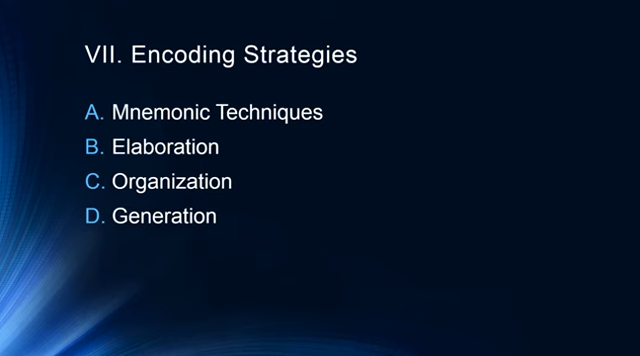 VII. Encoding Strategies
A. Mnemonic Techniques
B. Elaboration
C. Organization
D. Generation